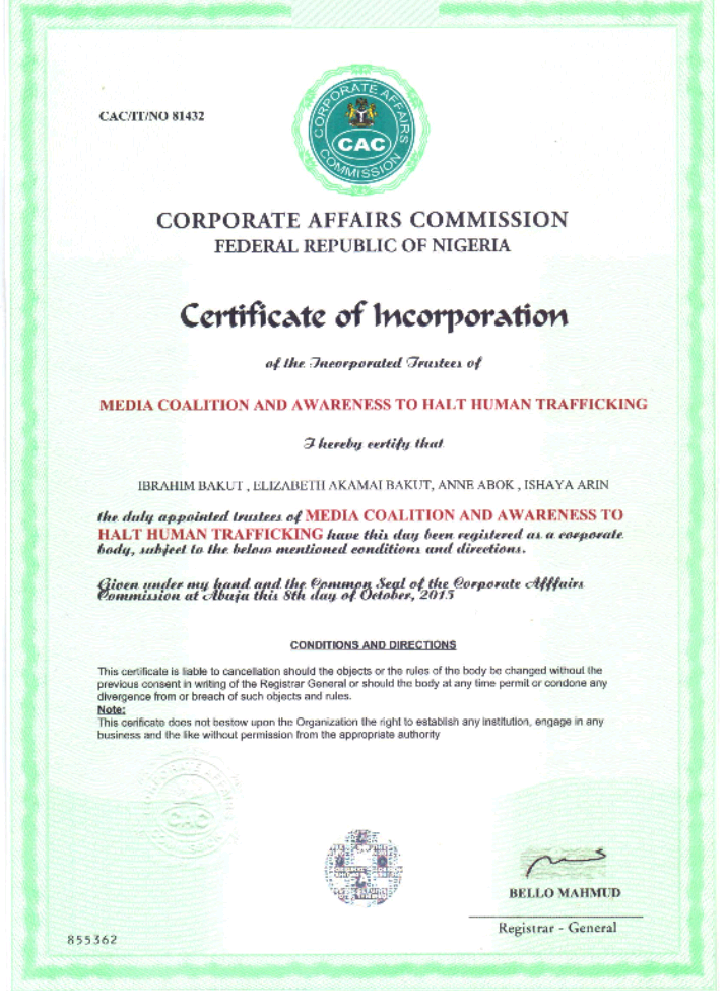 CAC/IT/NO 81432
CORPORATE AFFAIRS COMMISSION
CAC
CORPORATE AFFAIRS COMMISSION
FEDERAL REPUBLIC OF NIGERIA
Certificate of Incorporation
of the Incorporated Trustees of
MEDIA COALITION AND AWARENESS TO HALT HUMAN TRAFFICKING
I hereby certify that
IBRAHIM BAKUT , ELIZABETH AKAMAI BAKUT, ANNE ABOK , ISHAYA ARIN
the duly appointed trustees of MEDIA COALITION AND AWARENESS TO
HALT HUMAN TRAFFICKING have this day been registered as a corporate
body, subject to the below mentioned conditions and directions.
Given under my hand and the Common Seal of the Corporate Afffairs
Commission at Abuja this 8th day of October, 2015
CONDITIONS AND DIRECTIONS
This certificate is liable to cancellation should the objects or the rules of the body be changed without the
previous consent in writing of the Registrar General or should the body at any time permit or condone any
divergence from or breach of such objects and rules.
Note:
This cerificate does not bestow upon the Organization the right to establish any institution, engage in any
business and the like without permission from the appropriate authority
CORPORATE AFFAIRS
CAC
BELLO MAHMUD
Registrar - General
855362